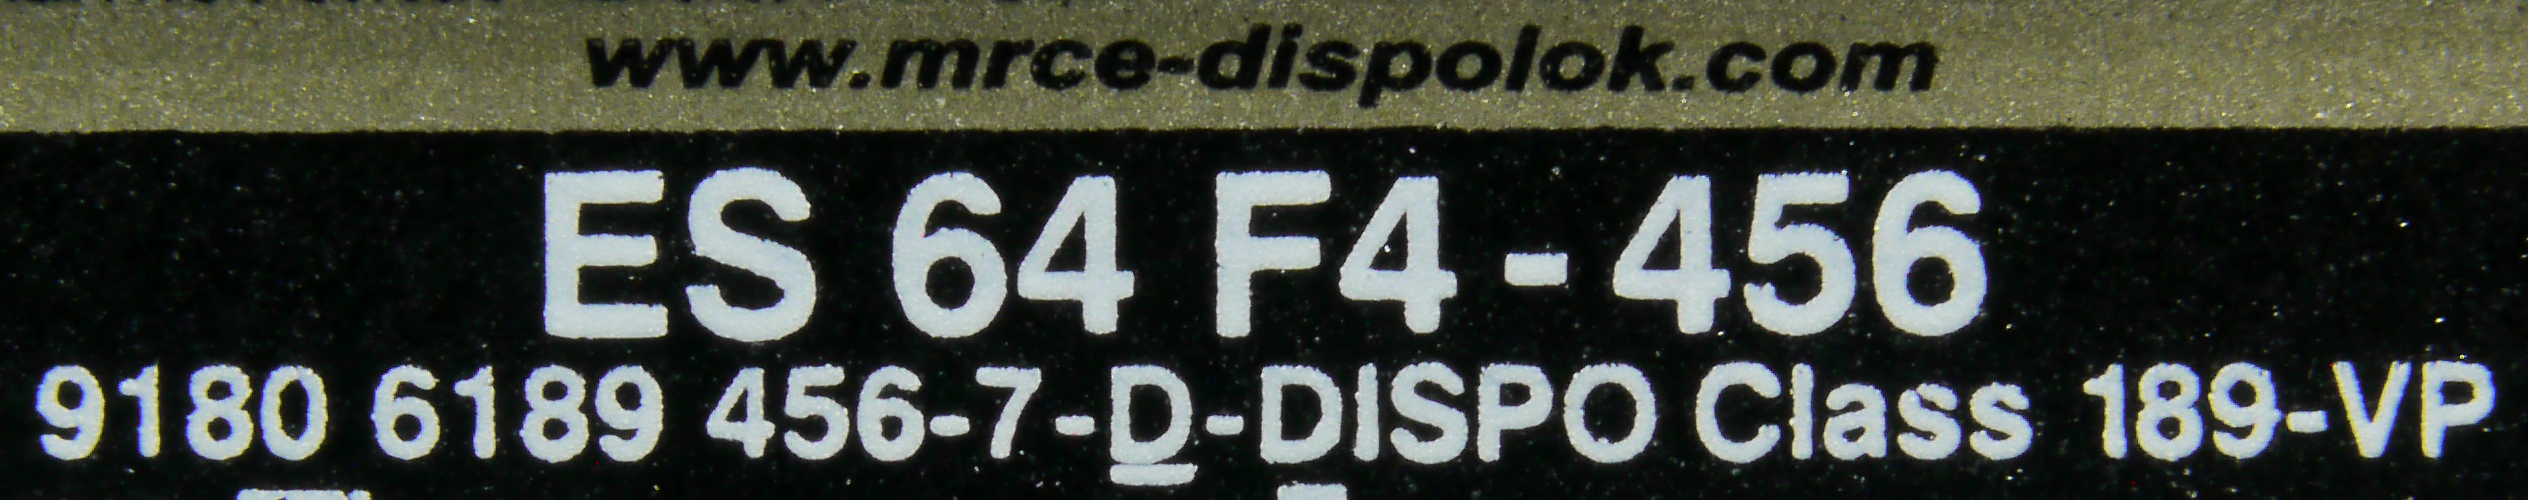 www.mrce-dispolok.com
ES 64 F4 - 456
9180 6189 456-7-D-DISPO Class 189-VP